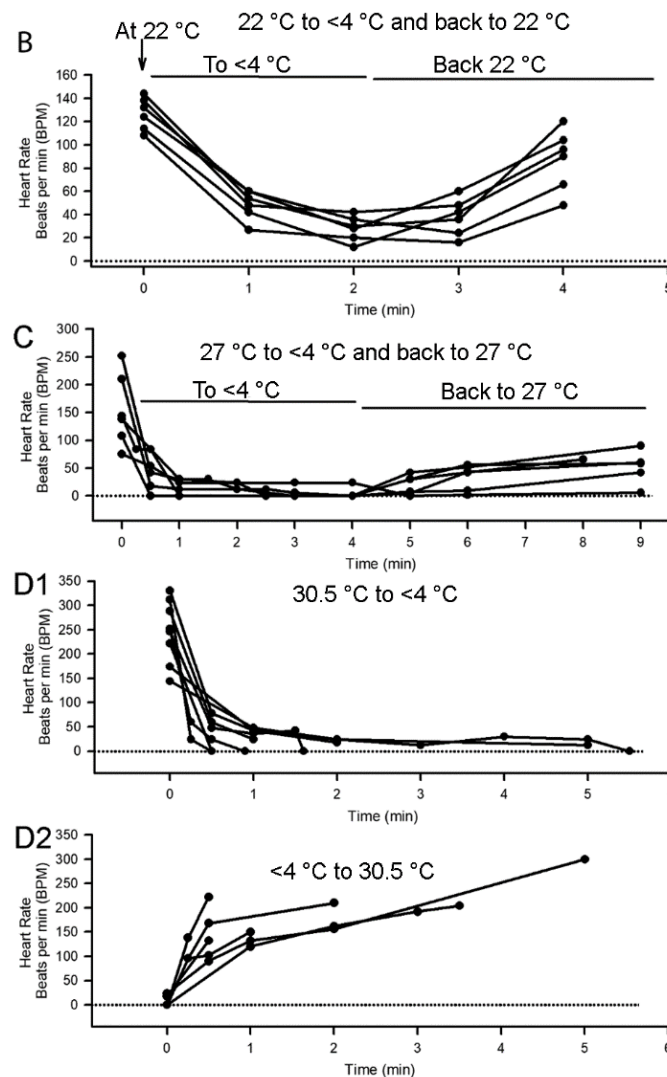 B
At 22 °C
22 °C to <4 °C and back to 22 °C
To <4 °C
Back 22 °C
160
140
120
100
80
60
40
20
0
Heart Rate
Beats per min (BPM)
0 1 2 3 4 5
Time (min)
C
27 °C to <4 °C and back to 27 °C
To <4 °C
Back to 27 °C
300
250
200
150
100
50
0
Heart Rate
Beats per min (BPM)
0 1 2 3 4 5 6 7 8 9
Time (min)
D1
30.5 °C to <4 °C
350
300
250
200
150
100
50
0
Heart Rate
Beats per min (BPM)
0 1 2 3 4 5
Time (min)
D2
<4 °C to 30.5 °C
350
300
250
200
150
100
50
0
Heart Rate
Beats per min (BPM)
0 1 2 3 4 5 6
Time (min)